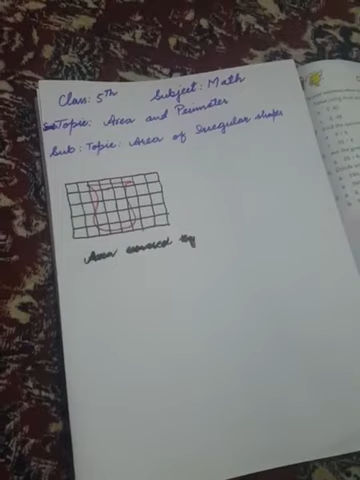 Class: 5th Subject: Math
Topic: Area and Perimeter
Sub: Topic: Area of Irregular shapes
Area covered by